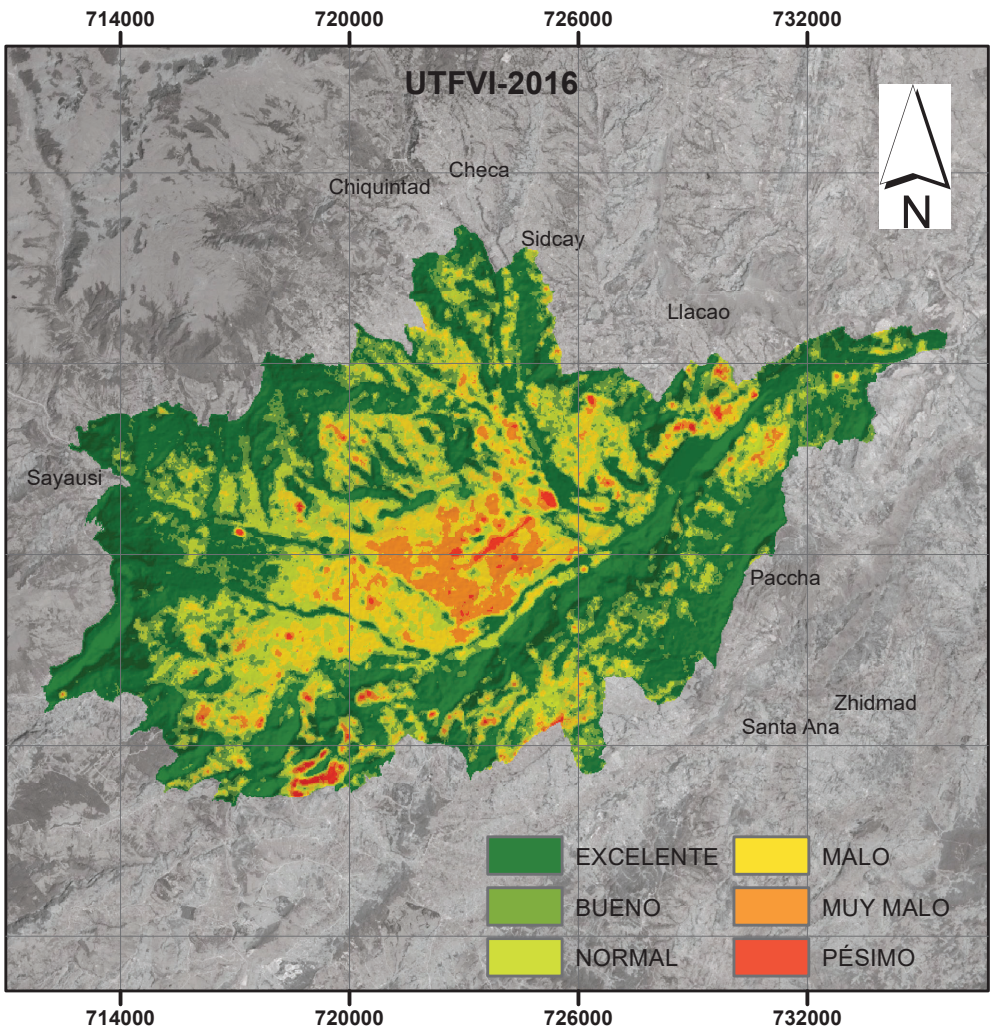 714000 720000 726000 732000
UTFVI-2016
N
Checa
Chiquintad
Sidcay
Llacao
Sayausi
Paccha
Zhidmad
Santa Ana
EXCELENTE MALO
BUENO MUY MALO
NORMAL PÉSIMO
714000 720000 726000 732000